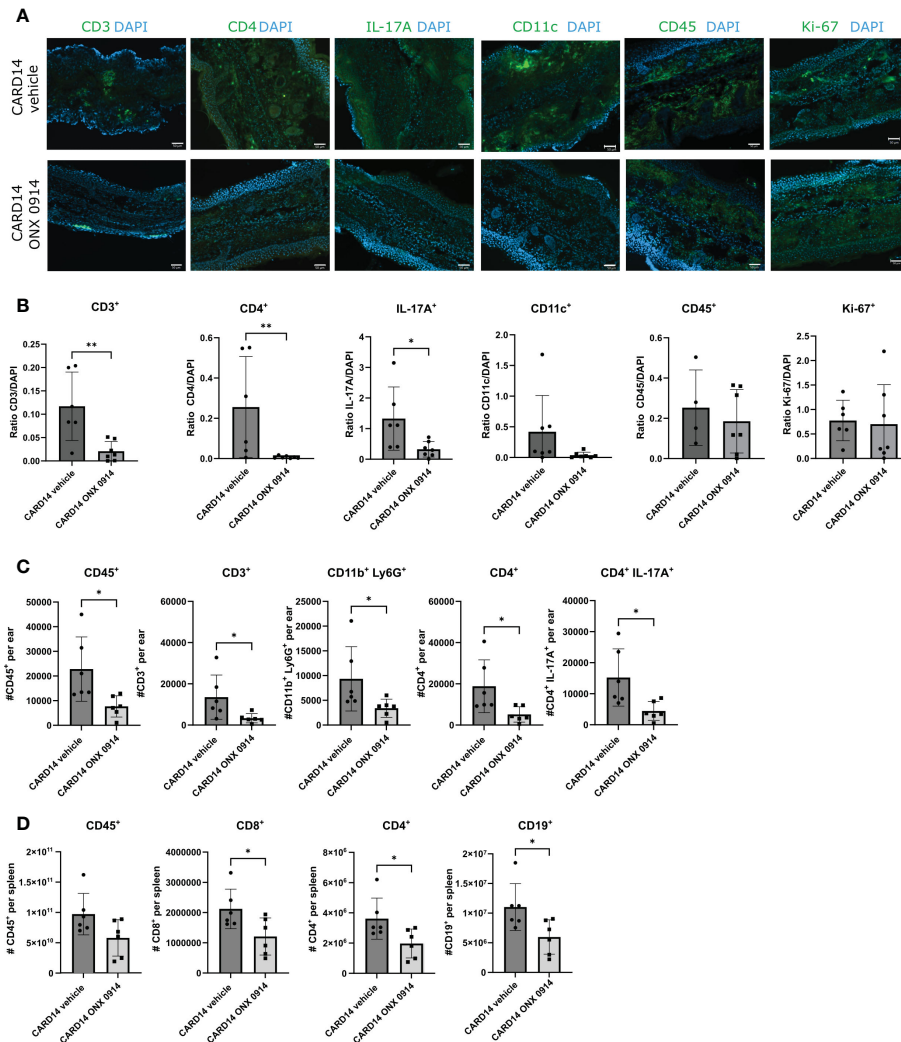 A
CD3 DAPI
CD4 DAPI
IL-17A DAPI
CD11c DAPI
CD45 DAPI
Ki-67 DAPI
CARD14
vehicle
CARD14
ONX 0914
B
CD3⁺
Ratio CD3/DAPI
0.25
0.20
0.15
0.10
0.05
0.00
**
CARD14 vehicle
CARD14 ONX 0914
CD4⁺
Ratio CD4/DAPI
0.6
0.4
0.2
0.0
**
CARD14 vehicle
CARD14 ONX 0914
IL-17A⁺
Ratio IL-17A/DAPI
4
3
2
1
0
*
CARD14 vehicle
CARD14 ONX 0914
CD11c⁺
Ratio CD11c/DAPI
2.0
1.5
1.0
0.5
0.0
CARD14 vehicle
CARD14 ONX 0914
CD45⁺
Ratio CD45/DAPI
0.6
0.4
0.2
0.0
CARD14 vehicle
CARD14 ONX 0914
Ki-67⁺
Ratio Ki-67/DAPI
2.5
2.0
1.5
1.0
0.5
0.0
CARD14 vehicle
CARD14 ONX 0914
C
CD45⁺
#CD45⁺ per ear
50000
40000
30000
20000
10000
0
*
CARD14 vehicle
CARD14 ONX 0914
CD3⁺
#CD3⁺ per ear
60000
40000
20000
0
*
CARD14 vehicle
CARD14 ONX 0914
CD11b⁺ Ly6G⁺
#CD11b⁺ Ly6G⁺ per ear
25000
20000
15000
10000
5000
0
*
CARD14 vehicle
CARD14 ONX 0914
CD4⁺
#CD4⁺ per ear
60000
40000
20000
0
*
CARD14 vehicle
CARD14 ONX 0914
CD4⁺ IL-17A⁺
#CD4⁺ IL-17A⁺ per ear
40000
30000
20000
10000
0
*
CARD14 vehicle
CARD14 ONX 0914
D
CD45⁺
# CD45⁺ per spleen
2×10¹¹
2×10¹¹
1×10¹¹
5×10¹⁰
0
CARD14 vehicle
CARD14 ONX 0914
CD8⁺
# CD8⁺ per spleen
4000000
3000000
2000000
1000000
0
*
CARD14 vehicle
CARD14 ONX 0914
CD4⁺
# CD4⁺ per spleen
8×10⁶
6×10⁶
4×10⁶
2×10⁶
0
*
CARD14 vehicle
CARD14 ONX 0914
CD19⁺
#CD19⁺ per spleen
2×10⁷
2×10⁷
1×10⁷
5×10⁶
0
*
CARD14 vehicle
CARD14 ONX 0914